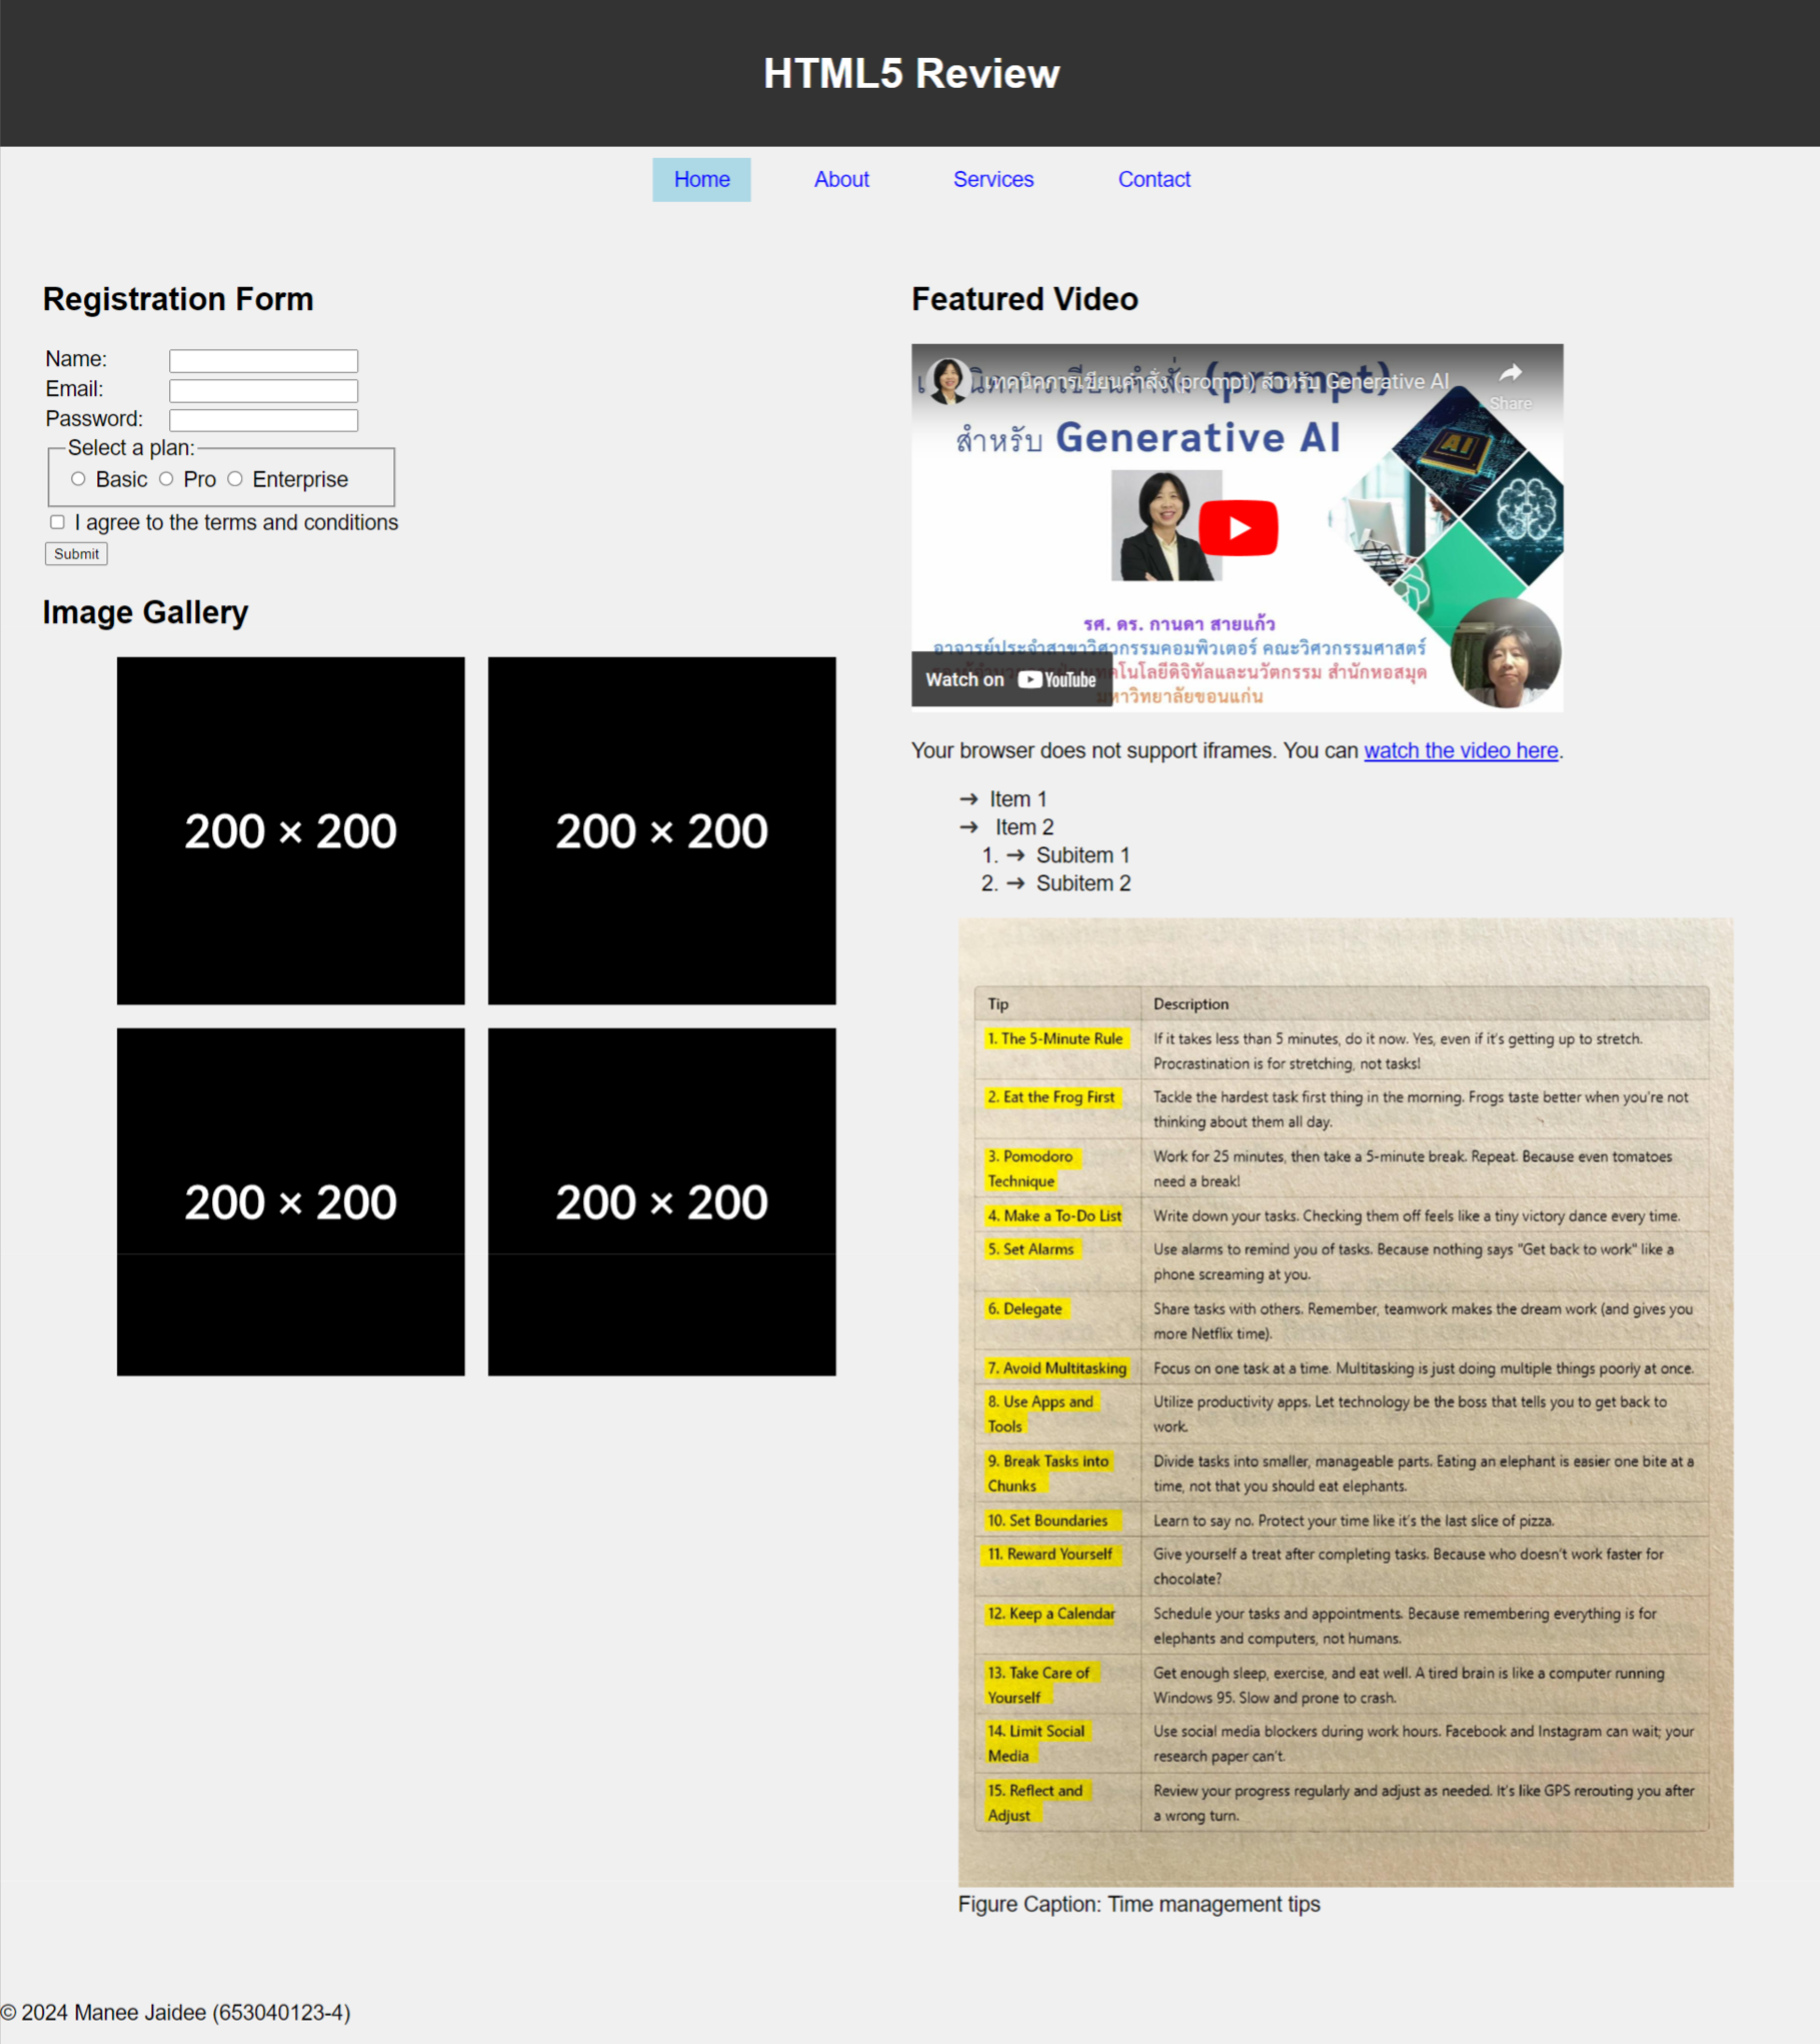 HTML5 Review
Home About Services Contact
Registration Form
Name:
Email:
Password:
Select a plan:
Basic Pro Enterprise
I agree to the terms and conditions
Submit
Image Gallery
200 × 200 200 × 200
200 × 200 200 × 200
Featured Video
เทคนิคการเขียนคำสั่ง (prompt) สำหรับ Generative AI
Share
(prompt)
สำหรับ Generative AI
AI
รศ. ดร. กานดา สายแก้ว
อาจารย์ประจำสาขาวิศวกรรมคอมพิวเตอร์ คณะวิศวกรรมศาสตร์
เทคโนโลยีดิจิทัลและนวัตกรรม สำนักหอสมุด
Watch on YouTube
มหาวิทยาลัยขอนแก่น
Your browser does not support iframes. You can watch the video here.
→ Item 1
→ Item 2
1. → Subitem 1
2. → Subitem 2
Tip Description
1. The 5-Minute Rule If it takes less than 5 minutes, do it now. Yes, even if it's getting up to stretch.
Procrastination is for stretching, not tasks!
2. Eat the Frog First Tackle the hardest task first thing in the morning. Frogs taste better when you're not
thinking about them all day.
3. Pomodoro Work for 25 minutes, then take a 5-minute break. Repeat. Because even tomatoes
Technique need a break!
4. Make a To-Do List Write down your tasks. Checking them off feels like a tiny victory dance every time.
5. Set Alarms Use alarms to remind you of tasks. Because nothing says "Get back to work" like a
phone screaming at you.
6. Delegate Share tasks with others. Remember, teamwork makes the dream work (and gives you
more Netflix time).
7. Avoid Multitasking Focus on one task at a time. Multitasking is just doing multiple things poorly at once.
8. Use Apps and Utilize productivity apps. Let technology be the boss that tells you to get back to
Tools work.
9. Break Tasks into Divide tasks into smaller, manageable parts. Eating an elephant is easier one bite at a
Chunks time, not that you should eat elephants.
10. Set Boundaries Learn to say no. Protect your time like it's the last slice of pizza.
11. Reward Yourself Give yourself a treat after completing tasks. Because who doesn't work faster for
chocolate?
12. Keep a Calendar Schedule your tasks and appointments. Because remembering everything is for
elephants and computers, not humans.
13. Take Care of Get enough sleep, exercise, and eat well. A tired brain is like a computer running
Yourself Windows 95. Slow and prone to crash.
14. Limit Social Use social media blockers during work hours. Facebook and Instagram can wait; your
Media research paper can't.
15. Reflect and Review your progress regularly and adjust as needed. It's like GPS rerouting you after
Adjust a wrong turn.
Figure Caption: Time management tips
© 2024 Manee Jaidee (653040123-4)